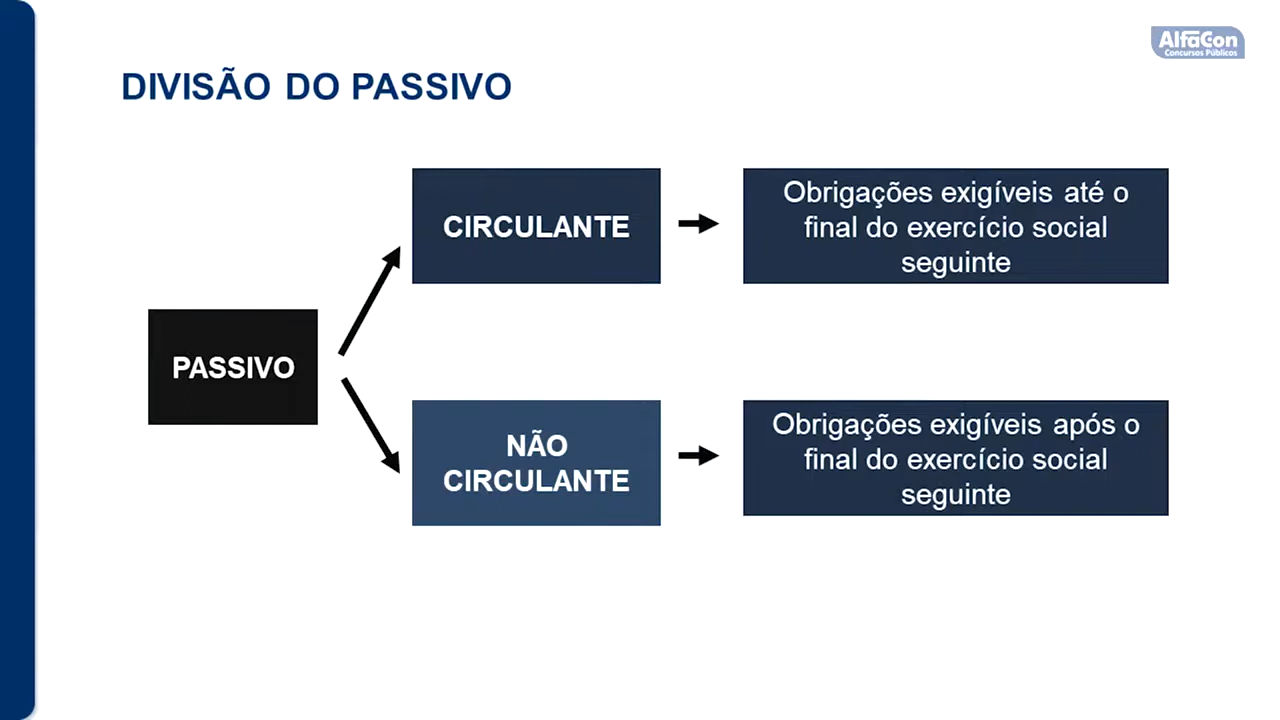 AlfaCon
Concursos Públicos
DIVISÃO DO PASSIVO
PASSIVO
CIRCULANTE
Obrigações exigíveis até o
final do exercício social
seguinte
NÃO
CIRCULANTE
Obrigações exigíveis após o
final do exercício social
seguinte